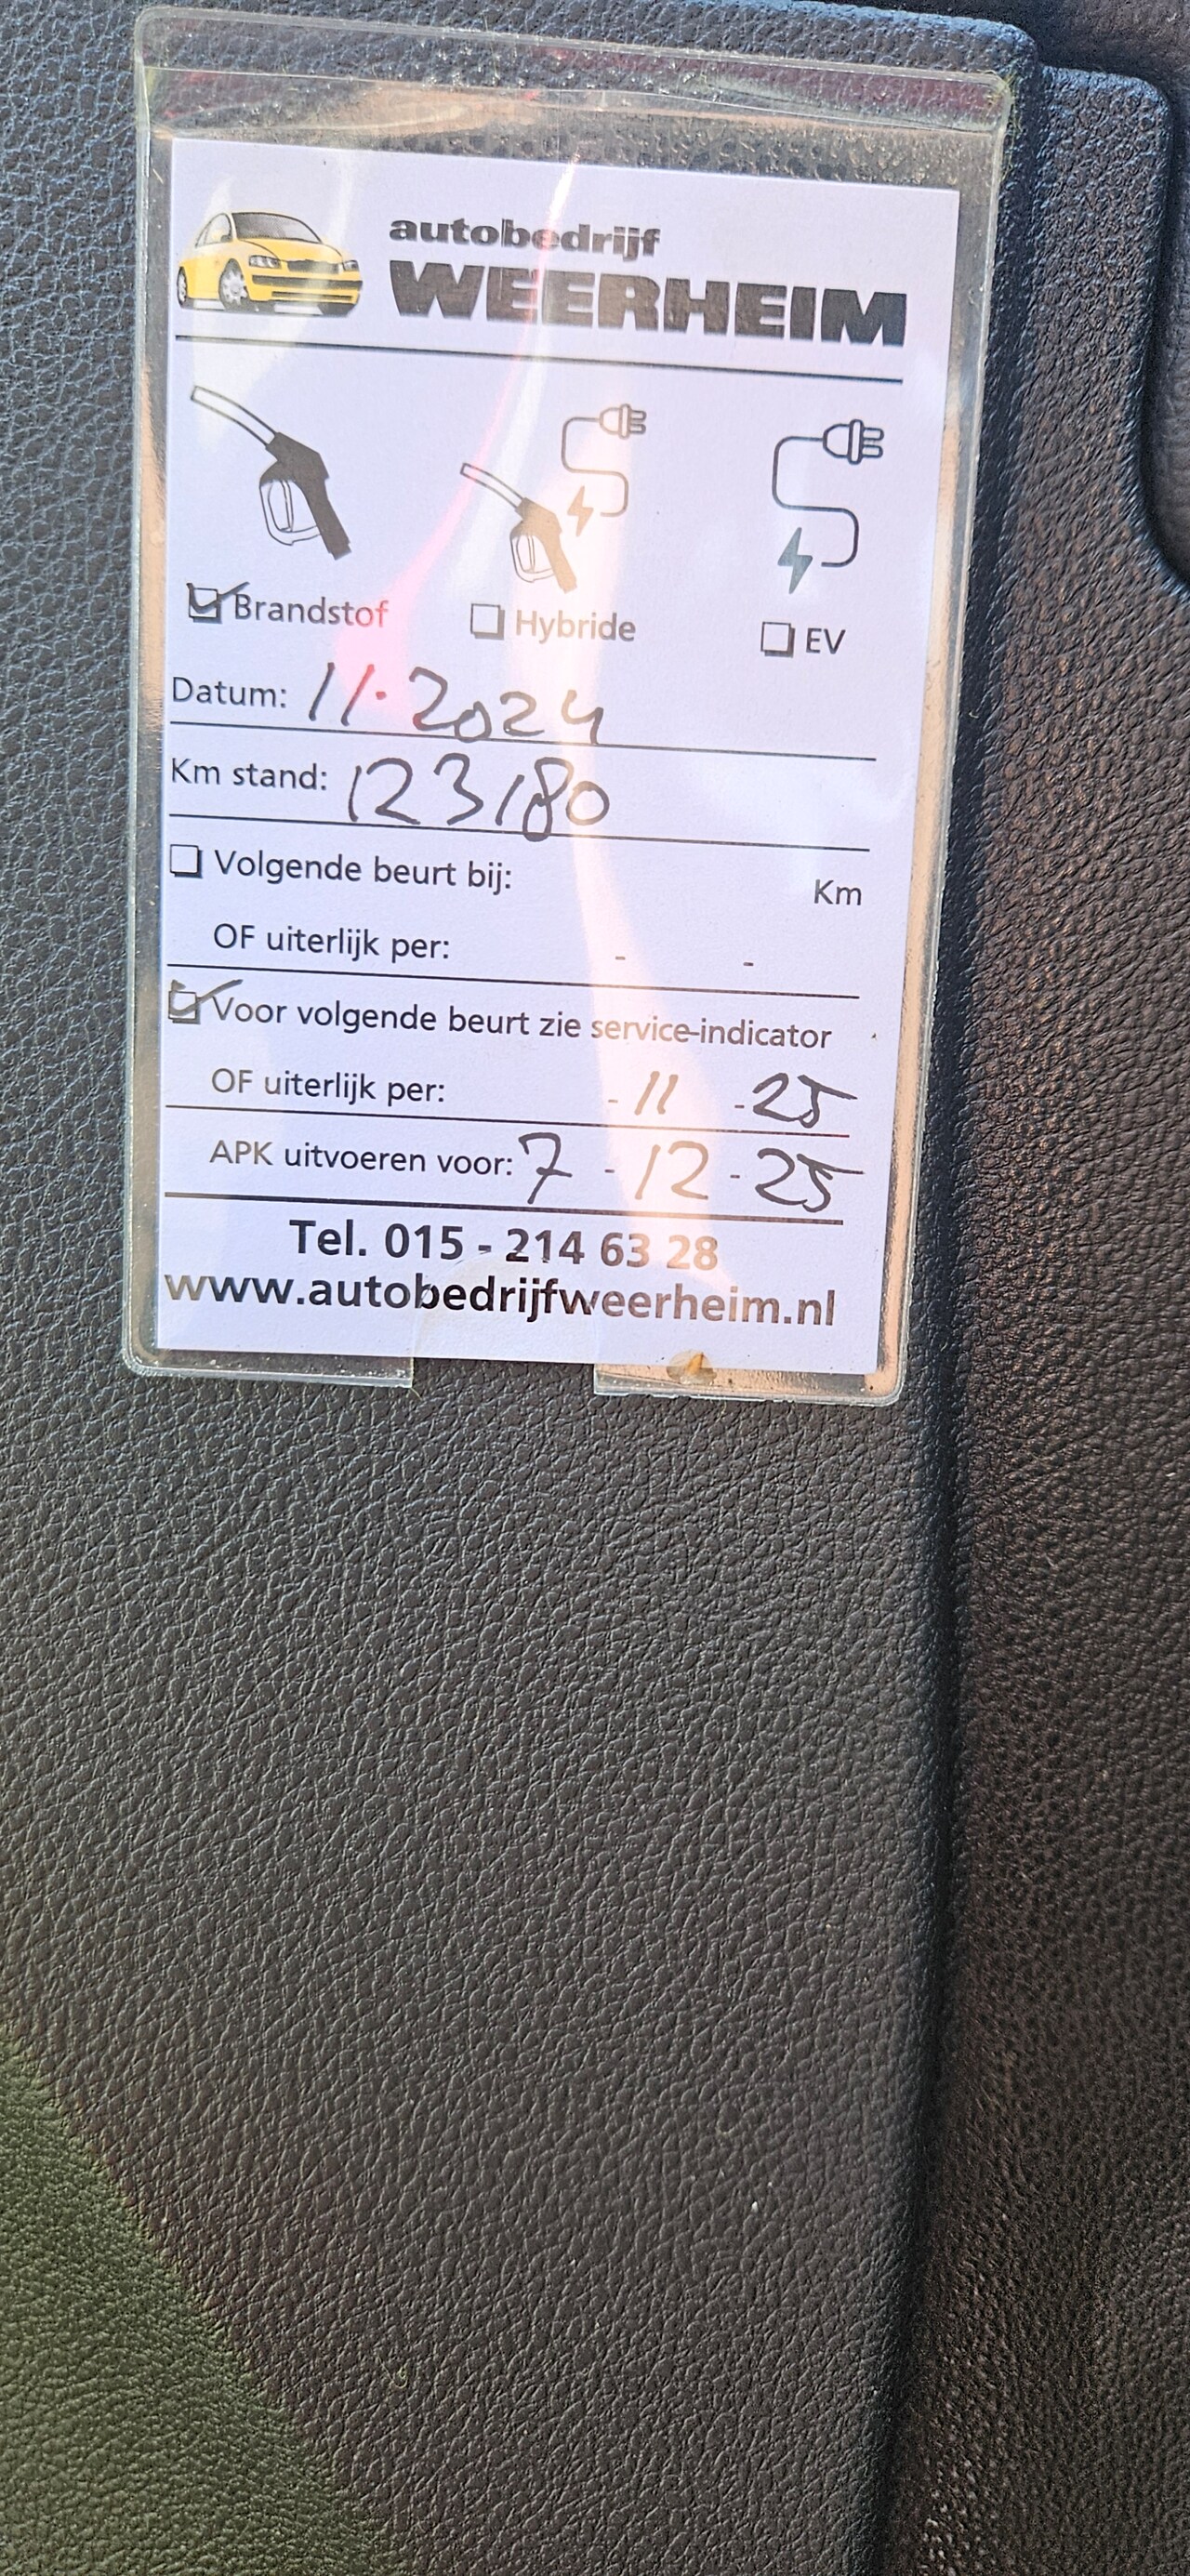 autobedrijf
WEERHEIM
Brandstof Hybride EV
Datum: 11.2024
Km stand: 123180
Volgende beurt bij: Km
OF uiterlijk per: - -
Voor volgende beurt zie service-indicator
OF uiterlijk per: - 11 - 25
APK uitvoeren voor: 7 - 12 - 25
Tel. 015 - 214 63 28
www.autobedrijfweerheim.nl